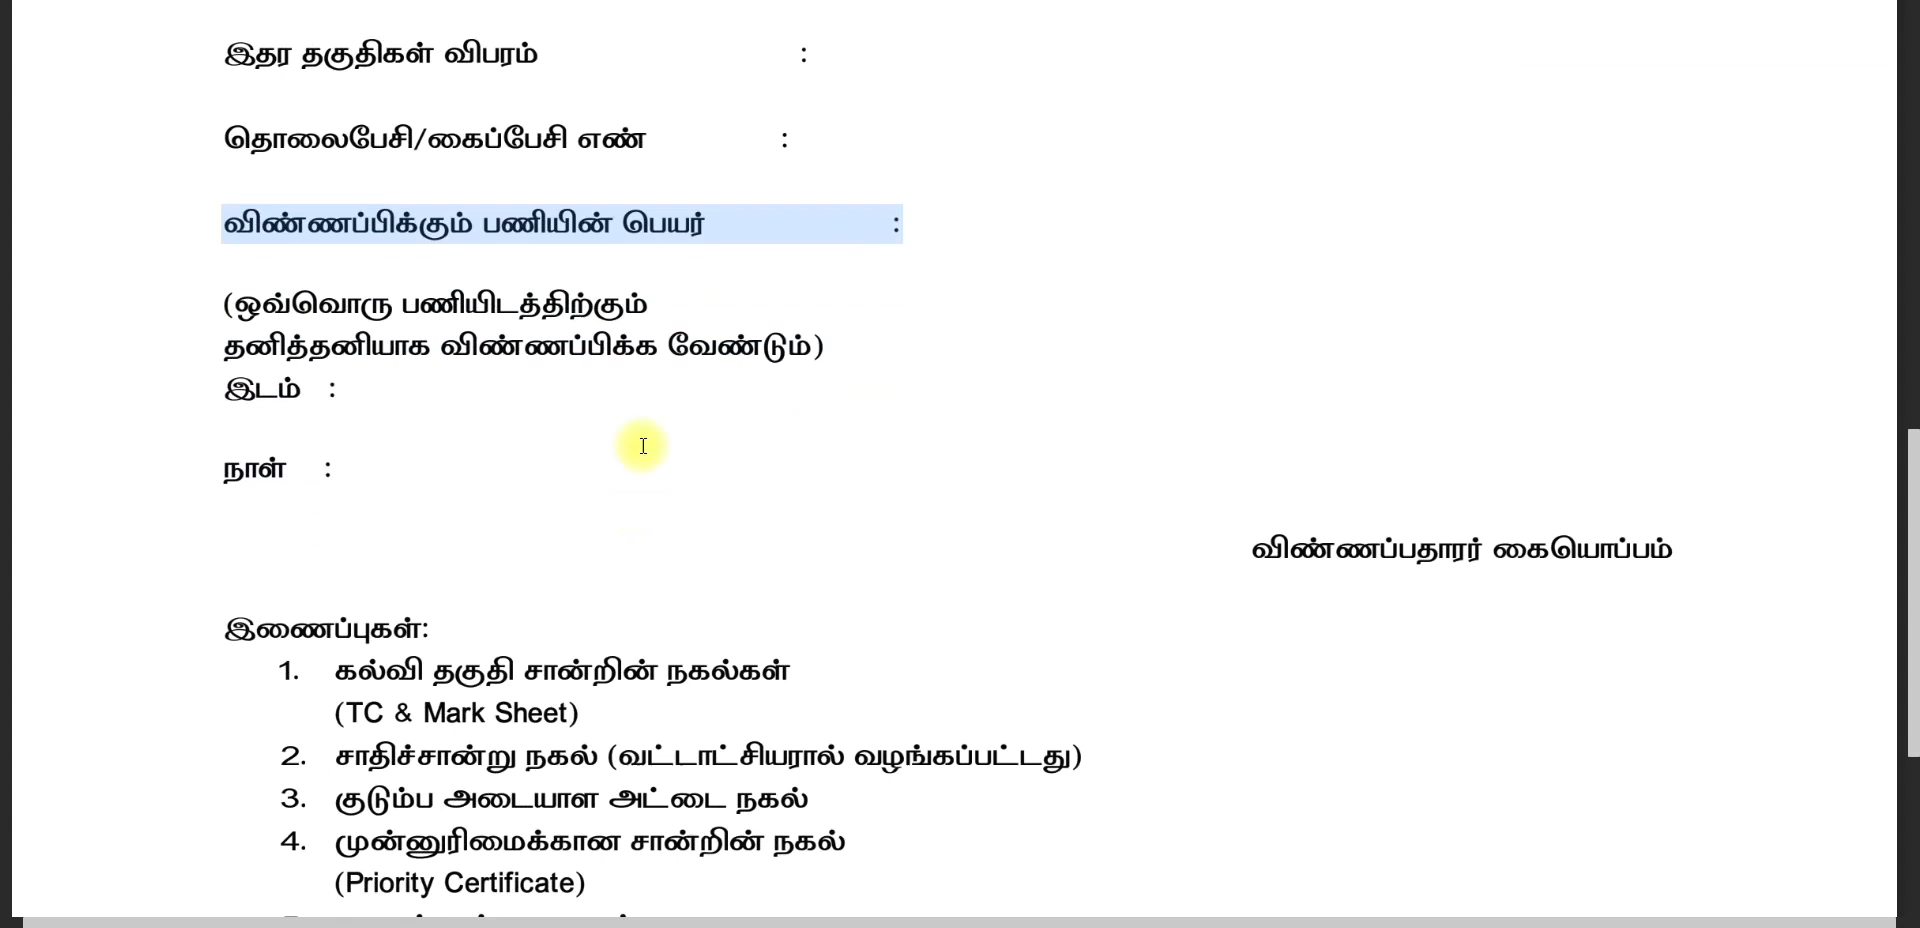 இதர தகுதிகள் விபரம் :
தொலைபேசி/கைப்பேசி எண் :
விண்ணப்பிக்கும் பணியின் பெயர் :
(ஒவ்வொரு பணியிடத்திற்கும்
தனித்தனியாக விண்ணப்பிக்க வேண்டும்)
இடம் :
நாள் :
விண்ணப்பதாரர் கையொப்பம்
இணைப்புகள்:
1. கல்வி தகுதி சான்றின் நகல்கள்
(TC & Mark Sheet)
2. சாதிச்சான்று நகல் (வட்டாட்சியரால் வழங்கப்பட்டது)
3. குடும்ப அடையாள அட்டை நகல்
4. முன்னுரிமைக்கான சான்றின் நகல்
(Priority Certificate)